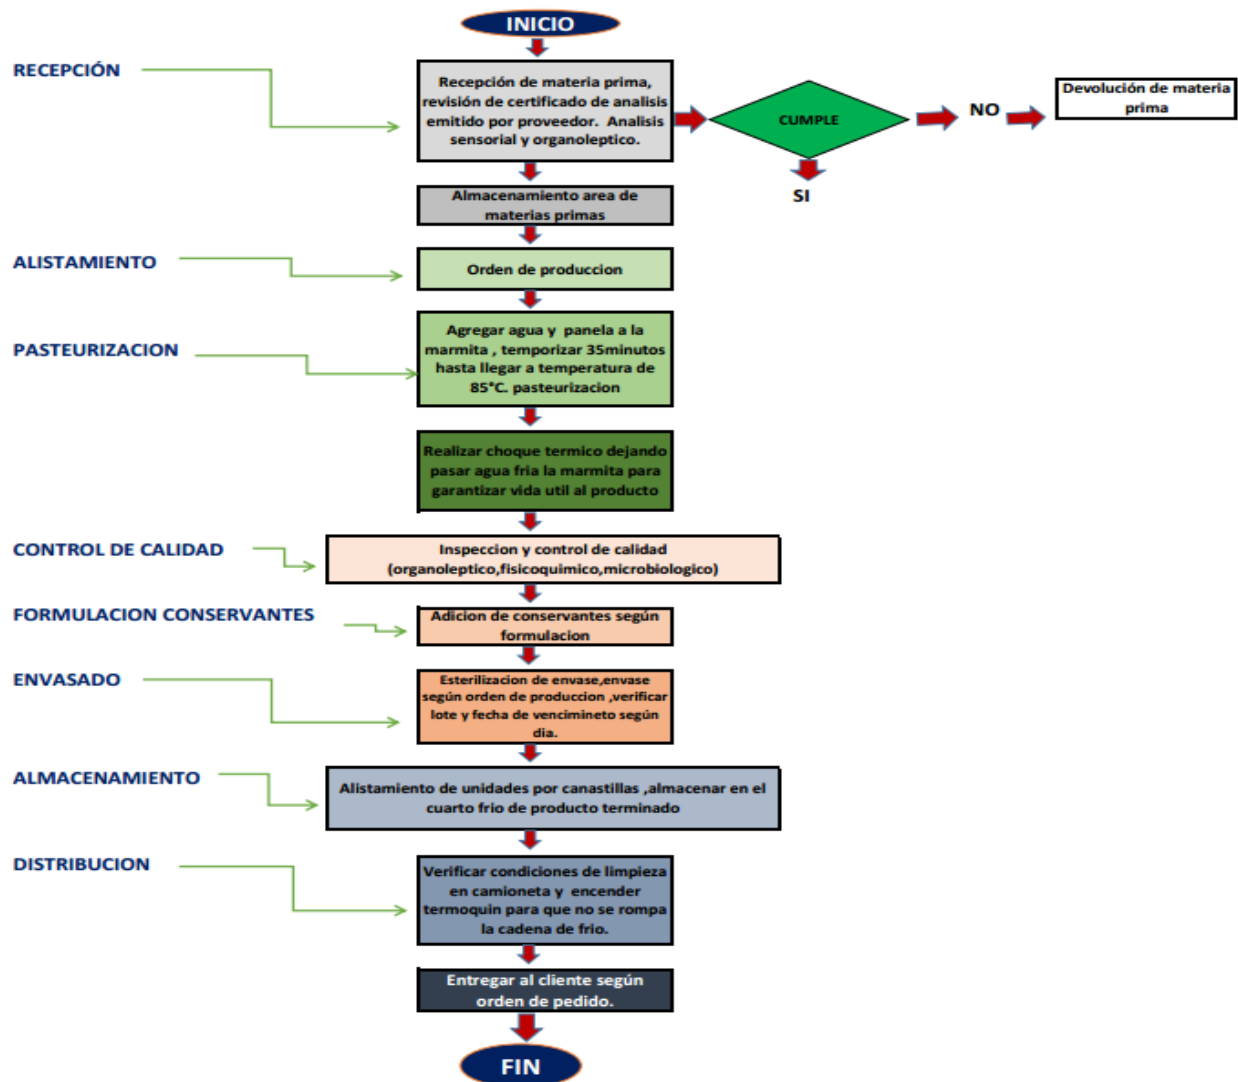 INICIO
RECEPCIÓN
Recepción de materia prima,
revisión de certificado de analisis
emitido por proveedor.  Analisis
sensorial y organoleptico.
CUMPLE
NO
Devolución de materia
prima
SI
Almacenamiento area de
materias primas
ALISTAMIENTO
Orden de produccion
PASTEURIZACION
Agregar agua y  panela a la
marmita , temporizar 35minutos
hasta llegar a temperatura de
85°C. pasteurizacion
Realizar choque termico dejando
pasar agua fria la marmita para
garantizar vida util al producto
CONTROL DE CALIDAD
Inspeccion y control de calidad
(organoleptico,fisicoquimico,microbiologico)
FORMULACION CONSERVANTES
Adicion de conservantes según
formulacion
ENVASADO
Esterilizacion de envase,envase
según orden de produccion ,verificar
lote y fecha de vencimineto según
dia.
ALMACENAMIENTO
Alistamiento de unidades por canastillas ,almacenar en el
cuarto frio de producto terminado
DISTRIBUCION
Verificar condiciones de limpieza
en camioneta y  encender
termoquin para que no se rompa
la cadena de frio.
Entregar al cliente según
orden de pedido.
FIN